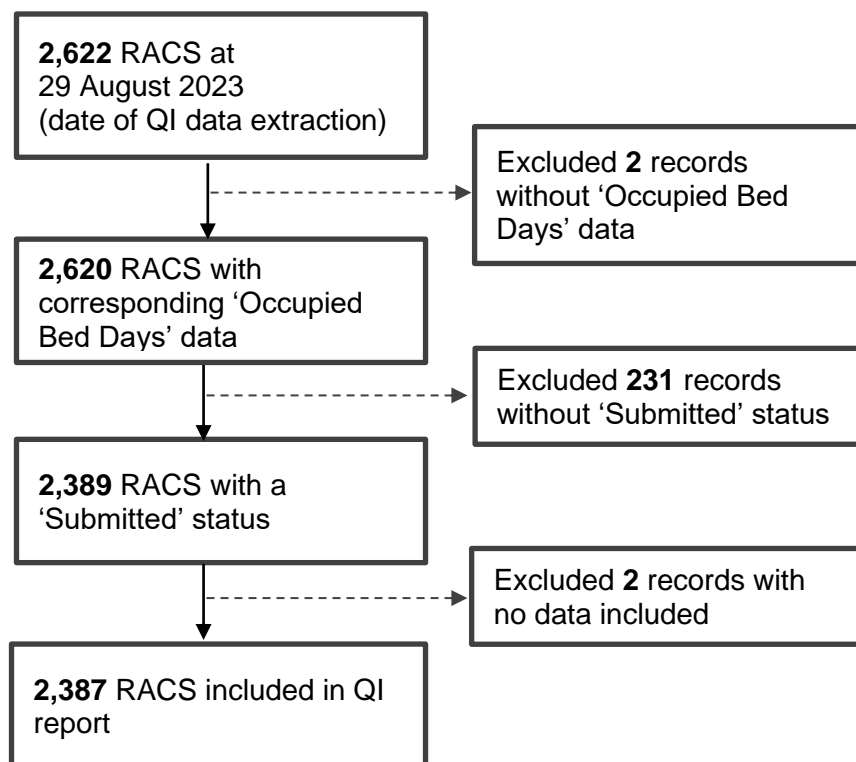 2,622 RACS at
29 August 2023
(date of QI data extraction)
Excluded 2 records
without ‘Occupied Bed
Days’ data
2,620 RACS with
corresponding ‘Occupied
Bed Days’ data
Excluded 231 records
without ‘Submitted’ status
2,389 RACS with a
‘Submitted’ status
Excluded 2 records with
no data included
2,387 RACS included in QI
report